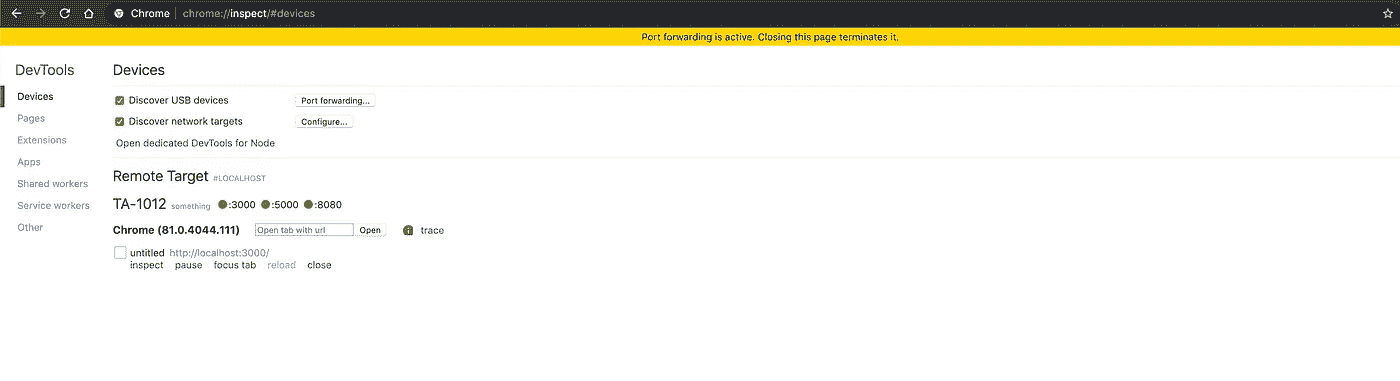 Chrome chrome://inspect/#devices
Port forwarding is active. Closing this page terminates it.
DevTools
Devices
Pages
Extensions
Apps
Shared workers
Service workers
Other
Devices
Discover USB devices Port forwarding...
Discover network targets Configure...
Open dedicated DevTools for Node
Remote Target #LOCALHOST
TA-1012 something :3000 :5000 :8080
Chrome (81.0.4044.111) Open tab with url Open trace
untitled http://localhost:3000/
inspect pause focus tab reload close